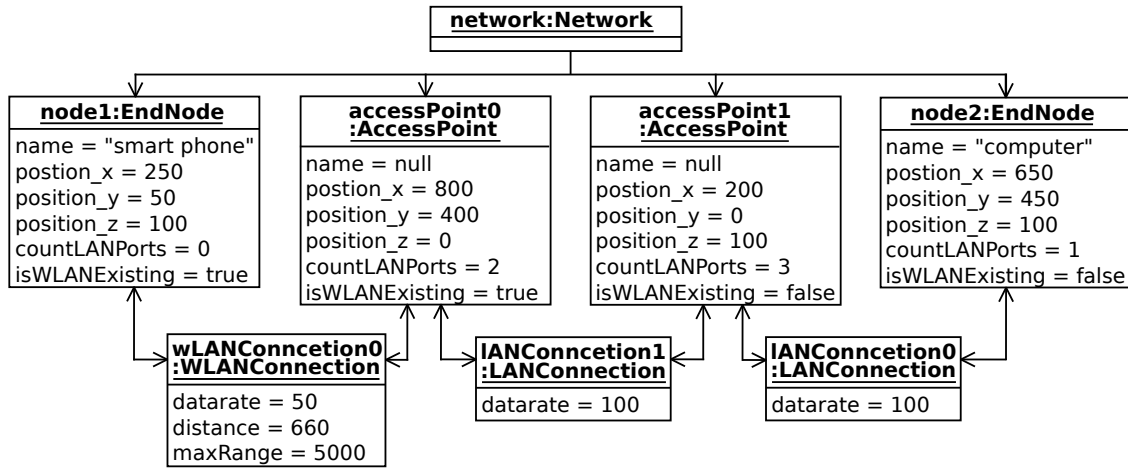 network:Network
node1:EndNode
name = "smart phone"
postion_x = 250
position_y = 50
position_z = 100
countLANPorts = 0
isWLANExisting = true
accessPoint0
:AccessPoint
name = null
postion_x = 800
position_y = 400
position_z = 0
countLANPorts = 2
isWLANExisting = true
accessPoint1
:AccessPoint
name = null
postion_x = 200
position_y = 0
position_z = 100
countLANPorts = 3
isWLANExisting = false
node2:EndNode
name = "computer"
postion_x = 650
position_y = 450
position_z = 100
countLANPorts = 1
isWLANExisting = false
wLANConncetion0
:WLANConnection
datarate = 50
distance = 660
maxRange = 5000
lANConncetion1
:LANConnection
datarate = 100
lANConncetion0
:LANConnection
datarate = 100